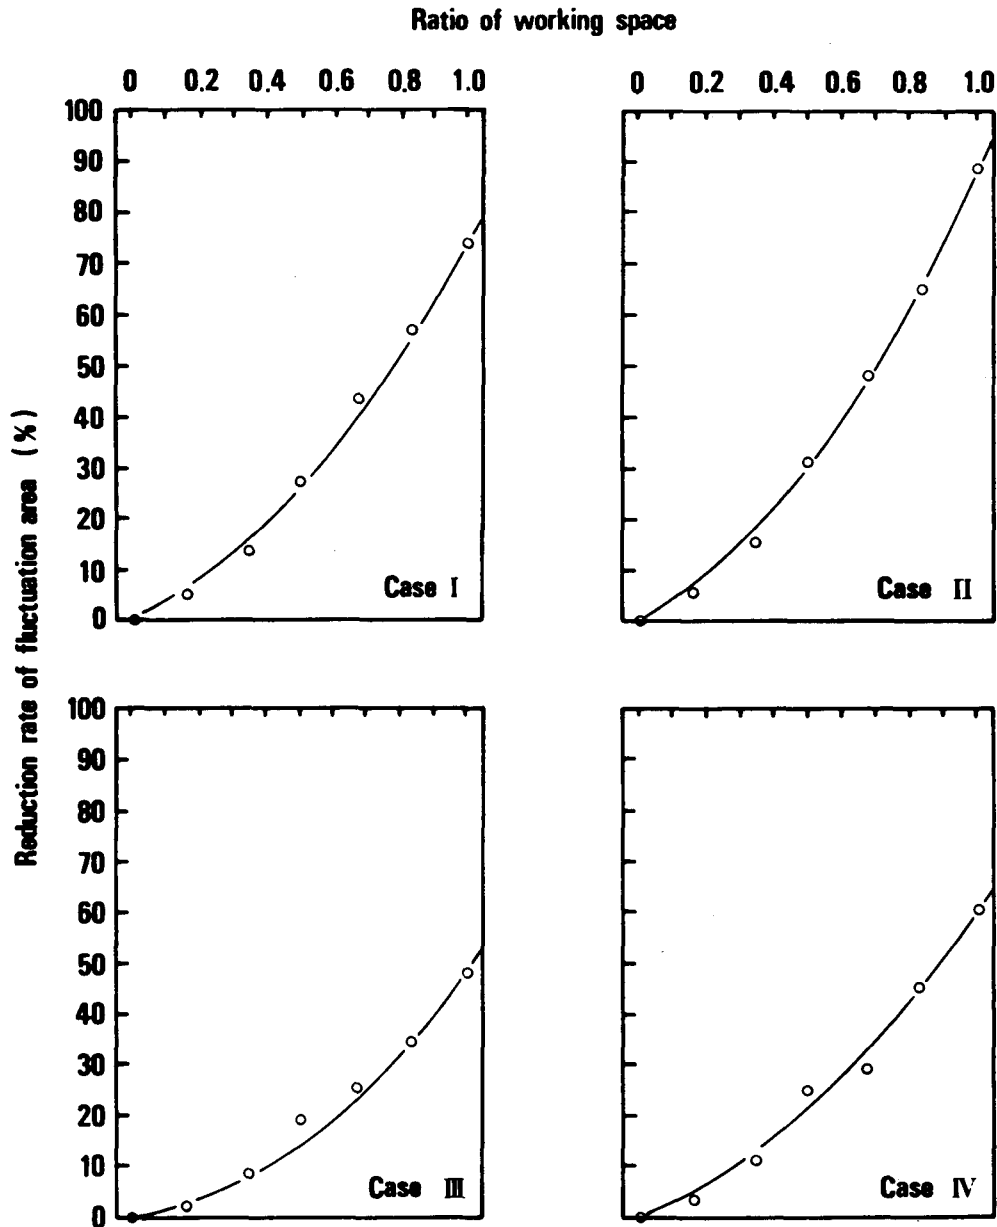 Ratio of working space
0 0.2 0.4 0.6 0.8 1.0
0 0.2 0.4 0.6 0.8 1.0
Reduction rate of fluctuation area (%)
100
90
80
70
60
50
40
30
20
10
0
Case I
Case II
100
90
80
70
60
50
40
30
20
10
0
Case III
Case IV